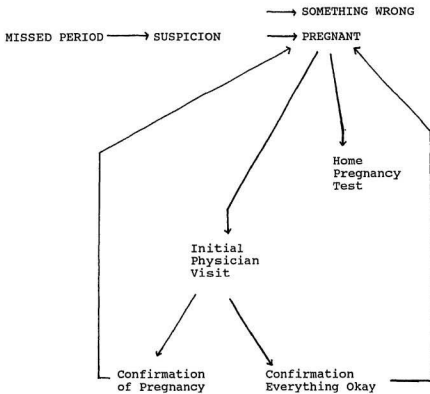 SOMETHING WRONG
MISSED PERIOD SUSPICION PREGNANT
Home
Pregnancy
Test
Initial
Physician
Visit
Confirmation
of Pregnancy
Confirmation
Everything Okay